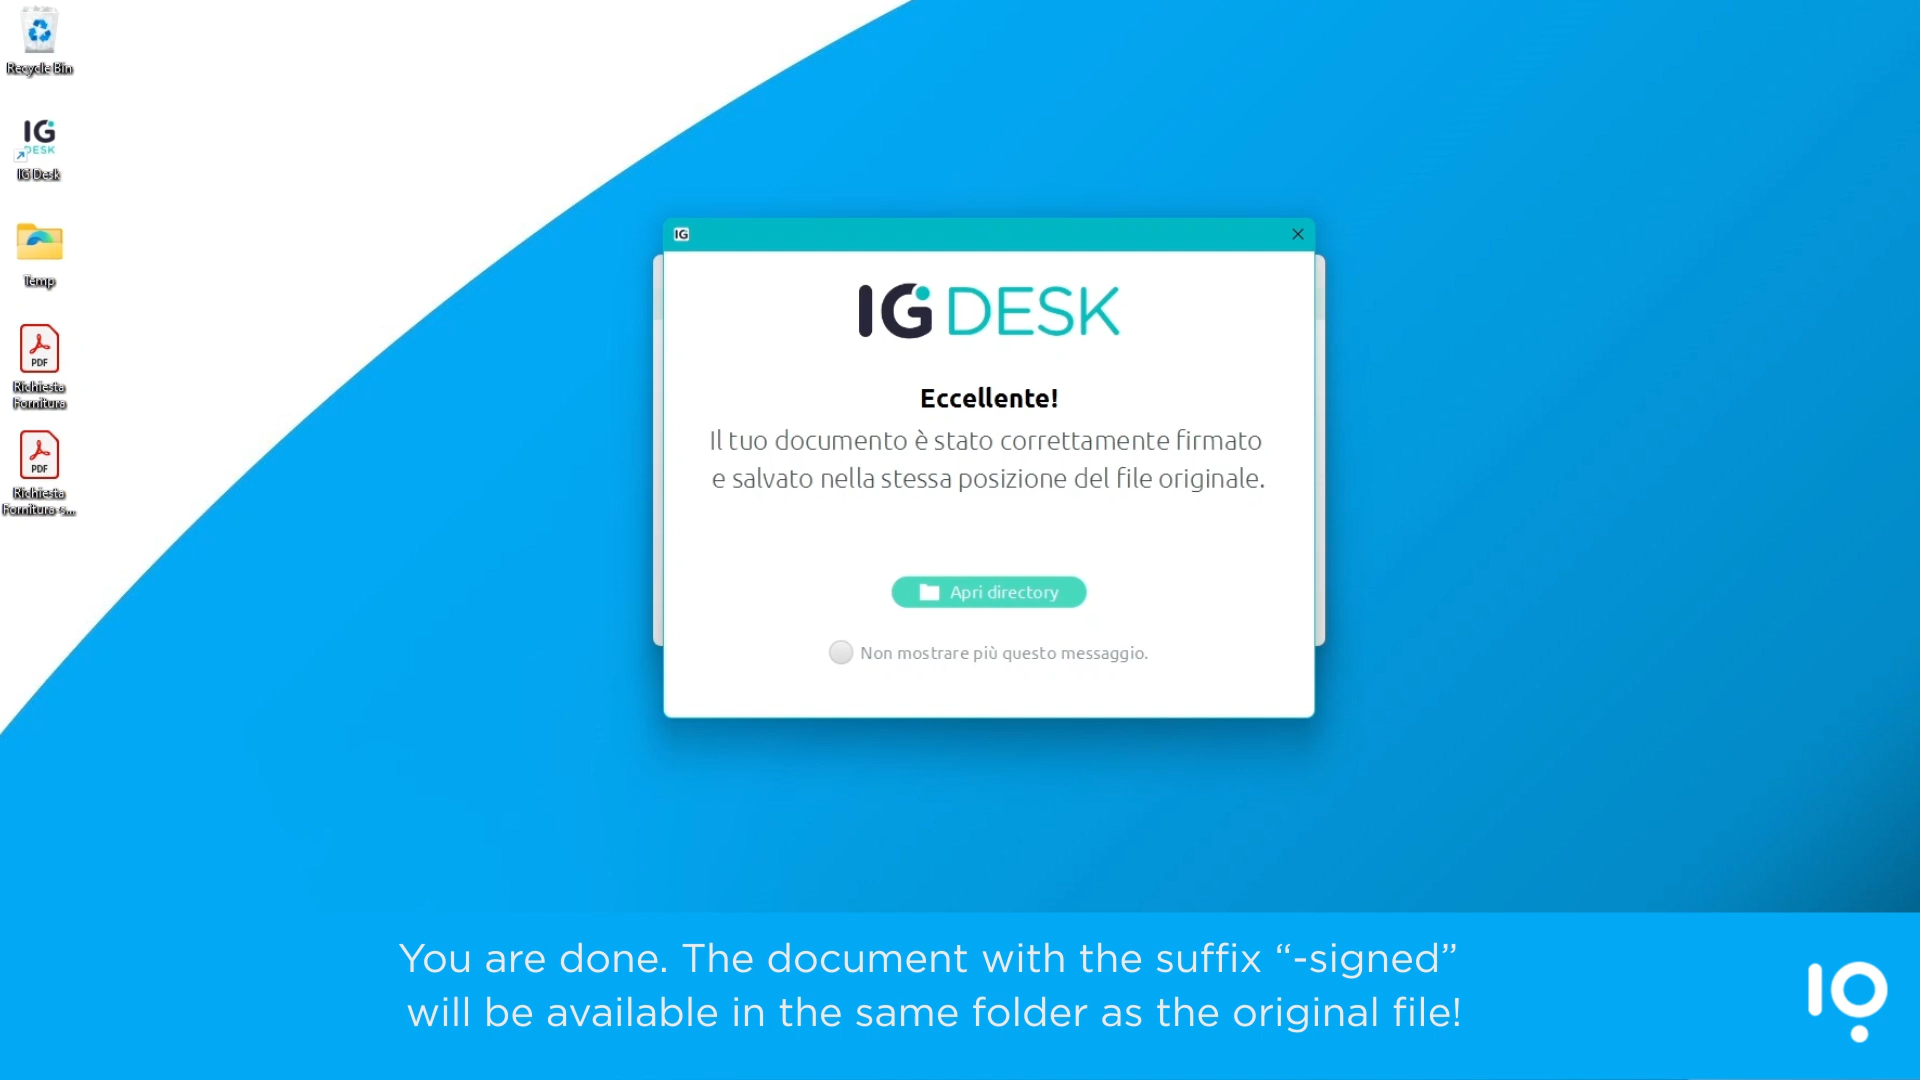 Recycle Bin
IG
DESK
IG Desk
Temp
PDF
Richiesta
Fornitura
PDF
Richiesta
Fornitura-s...
IG
IG DESK
Eccellente!
Il tuo documento è stato correttamente firmato
e salvato nella stessa posizione del file originale.
Apri directory
Non mostrare più questo messaggio.
You are done. The document with the suffix “-signed”
will be available in the same folder as the original file!